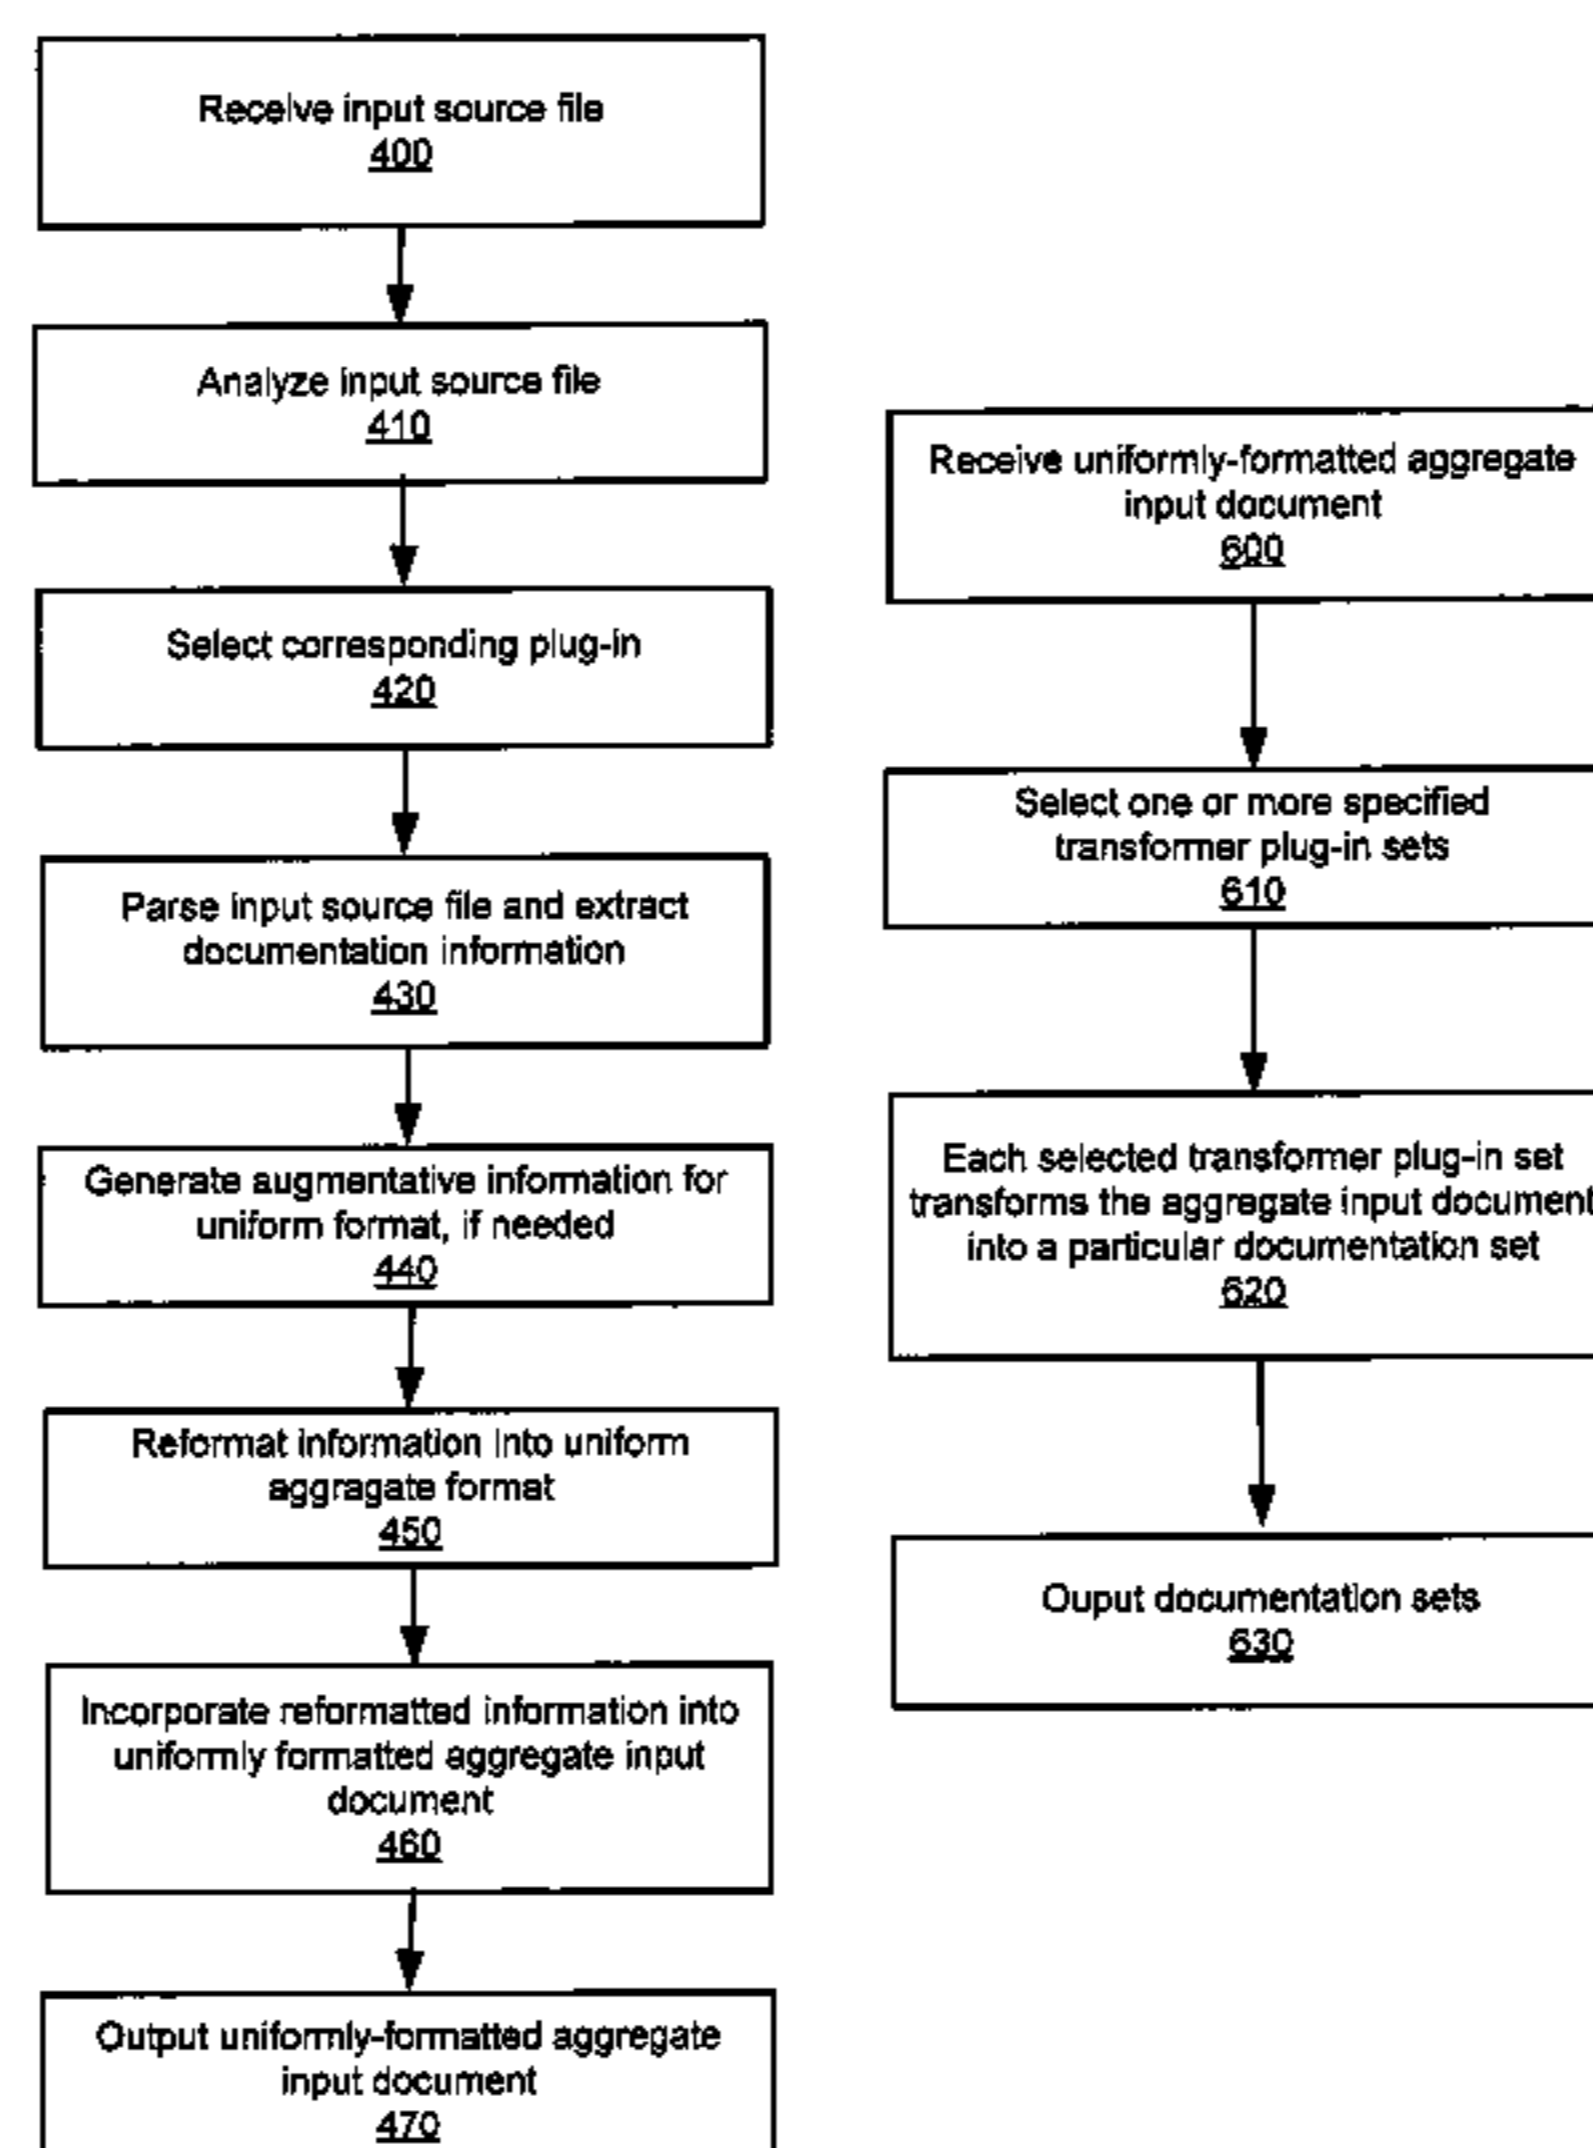 Receive input source file
400
Analyze input source file
410
Select corresponding plug-in
420
Parse input source file and extract
documentation information
430
Generate augmentative information for
uniform format, if needed
440
Reformat information into uniform
aggragate format
450
Incorporate reformatted information into
uniformly formatted aggregate input
document
460
Output uniformly-formatted aggregate
input document
470
Receive uniformly-formatted aggregate
input document
600
Select one or more specified
transformer plug-in sets
610
Each selected transformer plug-in set
transforms the aggregate input document
into a particular documentation set
620
Ouput documentation sets
630